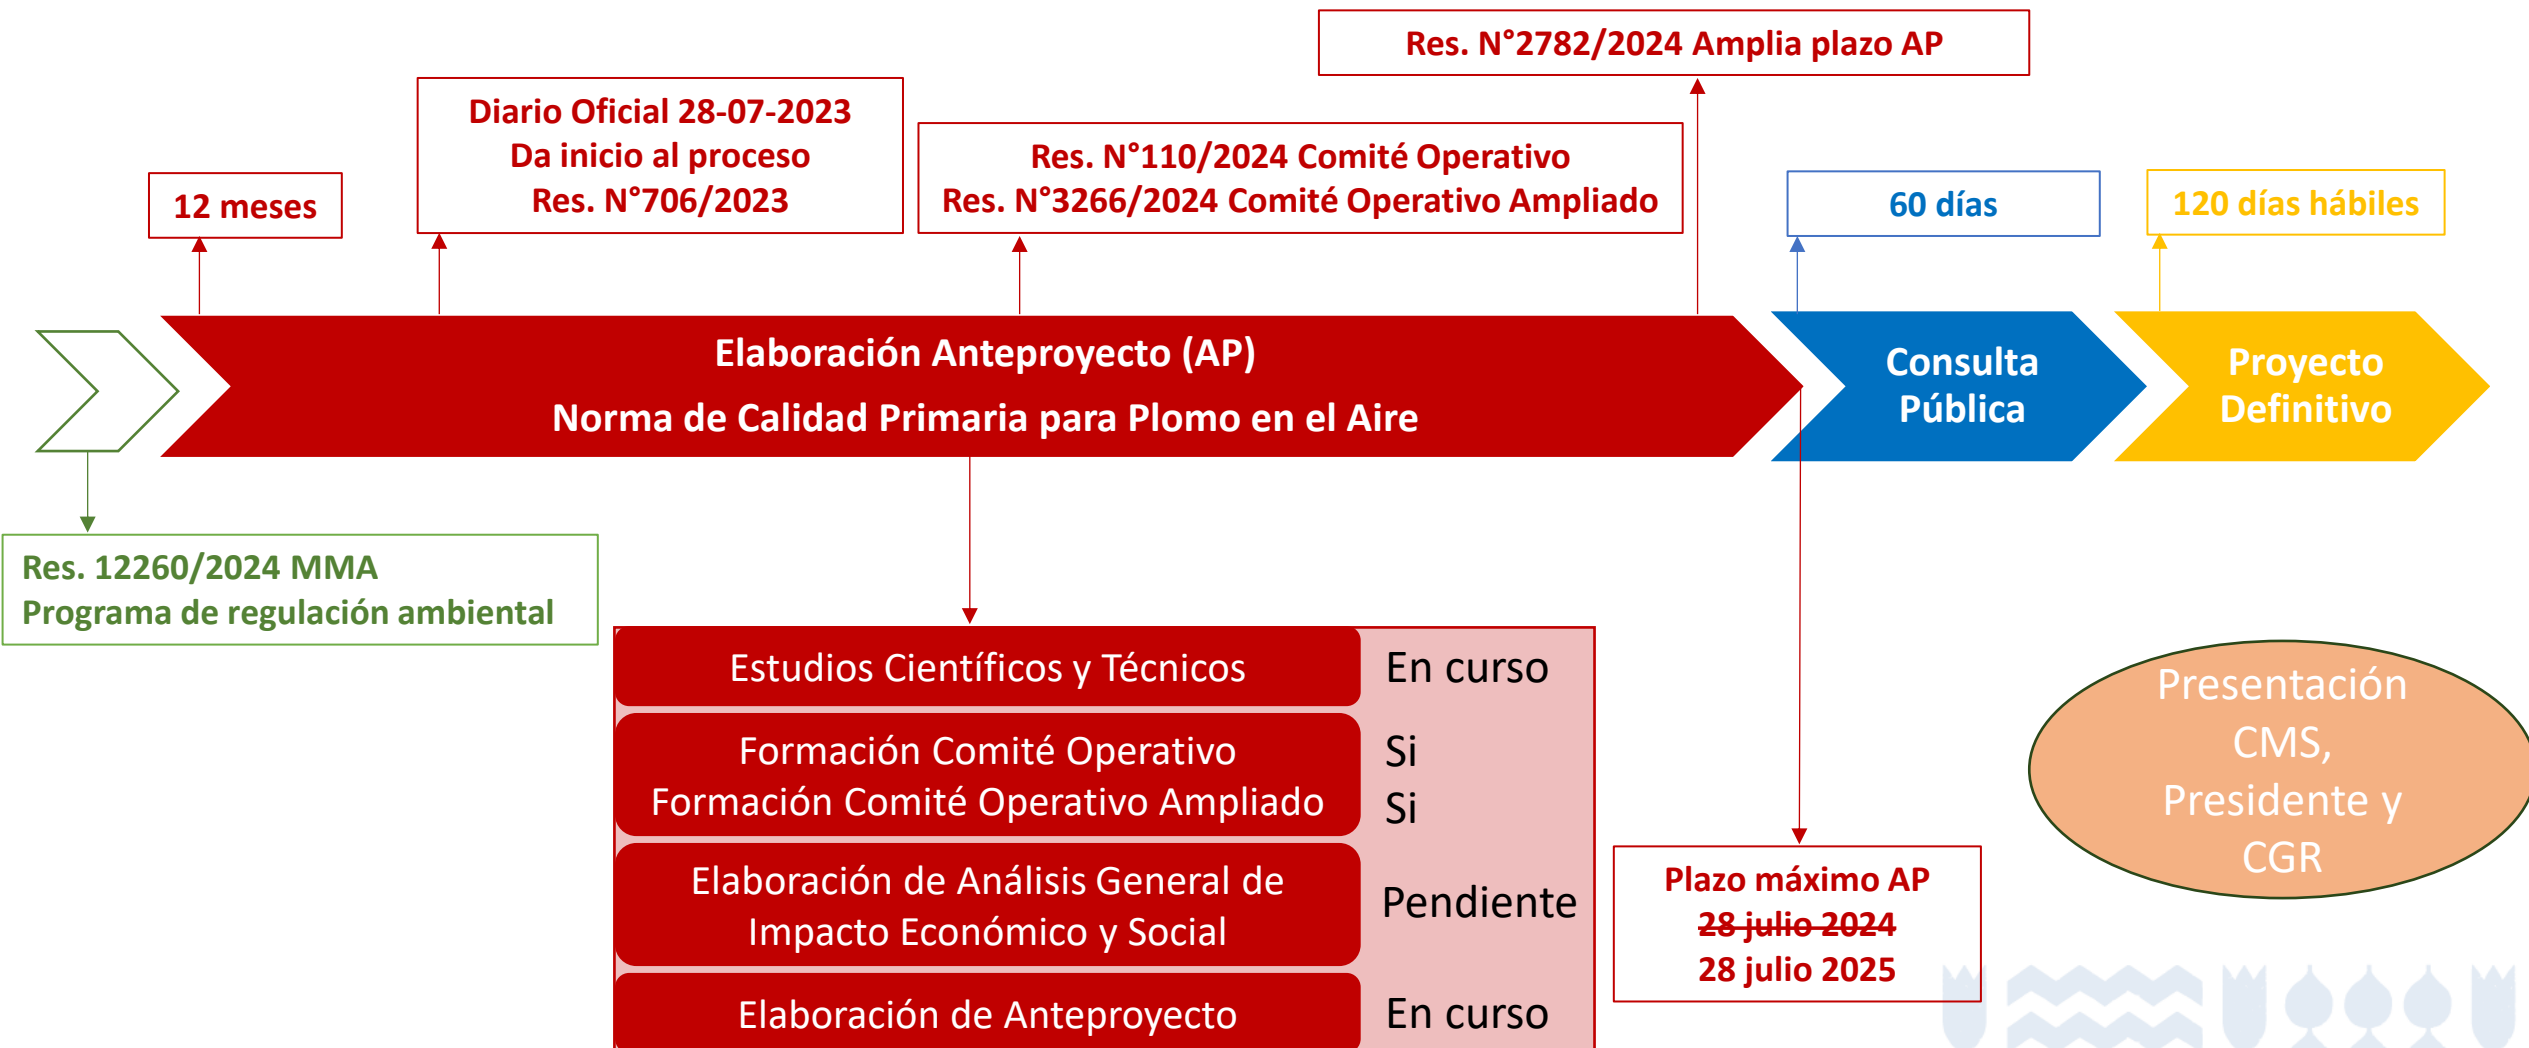 Res. N°2782/2024 Amplia plazo AP
Diario Oficial 28-07-2023
Da inicio al proceso
Res. N°706/2023
Res. N°110/2024 Comité Operativo
Res. N°3266/2024 Comité Operativo Ampliado
12 meses
60 días
120 días hábiles
Elaboración Anteproyecto (AP)
Norma de Calidad Primaria para Plomo en el Aire
Consulta
Pública
Proyecto
Definitivo
Res. 12260/2024 MMA
Programa de regulación ambiental
Estudios Científicos y Técnicos
En curso
Formación Comité Operativo
Si
Formación Comité Operativo Ampliado
Si
Elaboración de Análisis General de
Impacto Económico y Social
Pendiente
Elaboración de Anteproyecto
En curso
Plazo máximo AP
28 julio 2024
28 julio 2025
Presentación
CMS,
Presidente y
CGR